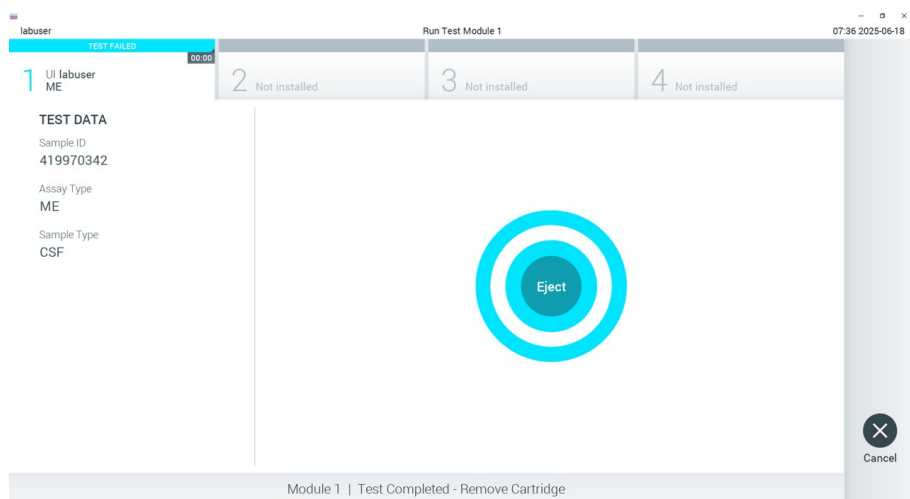 labuser
Run Test Module 1
07:36 2025-06-18
TEST FAILED
00:00
1
UI labuser
ME
2 Not installed
3 Not installed
4 Not installed
TEST DATA
Sample ID
419970342
Assay Type
ME
Sample Type
CSF
Eject
Cancel
Module 1 | Test Completed - Remove Cartridge